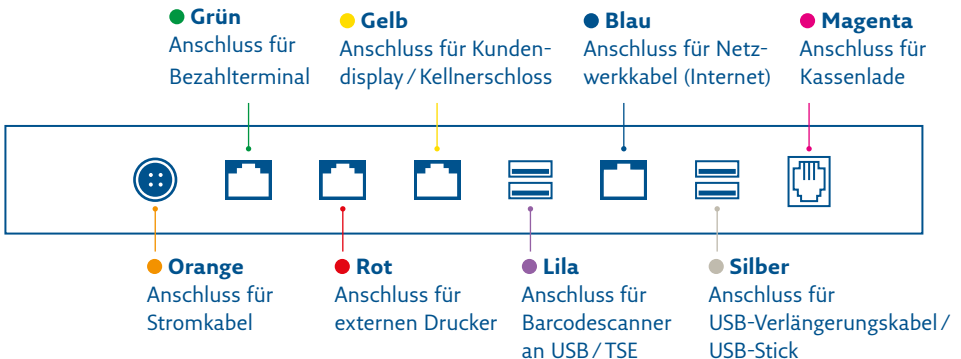 Grün
Anschluss für
Bezahlterminal
Gelb
Anschluss für Kunden-
display / Kellnerschloss
Blau
Anschluss für Netz-
werkkabel (Internet)
Magenta
Anschluss für
Kassenlade
Orange
Anschluss für
Stromkabel
Rot
Anschluss für
externen Drucker
Lila
Anschluss für
Barcodescanner
an USB / TSE
Silber
Anschluss für
USB-Verlängerungskabel /
USB-Stick